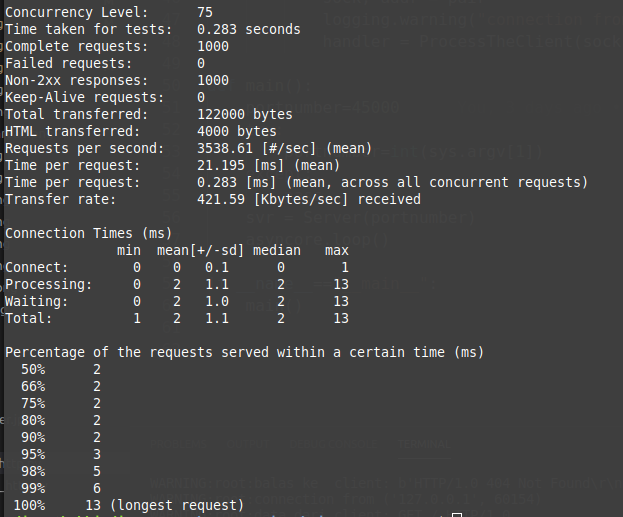 Concurrency Level:      75
Time taken for tests:   0.283 seconds
Complete requests:      1000
Failed requests:        0
Non-2xx responses:      1000
Keep-Alive requests:    0
Total transferred:      122000 bytes
HTML transferred:       4000 bytes
Requests per second:    3538.61 [#/sec] (mean)
Time per request:       21.195 [ms] (mean)
Time per request:       0.283 [ms] (mean, across all concurrent requests)
Transfer rate:          421.59 [Kbytes/sec] received
Connection Times (ms)
              min  mean[+/-sd] median   max
Connect:        0    0   0.1      0       1
Processing:     0    2   1.1      2      13
Waiting:        0    2   1.0      2      13
Total:          1    2   1.1      2      13
Percentage of the requests served within a certain time (ms)
  50%      2
  66%      2
  75%      2
  80%      2
  90%      2
  95%      3
  98%      5
  99%      6
 100%     13 (longest request)